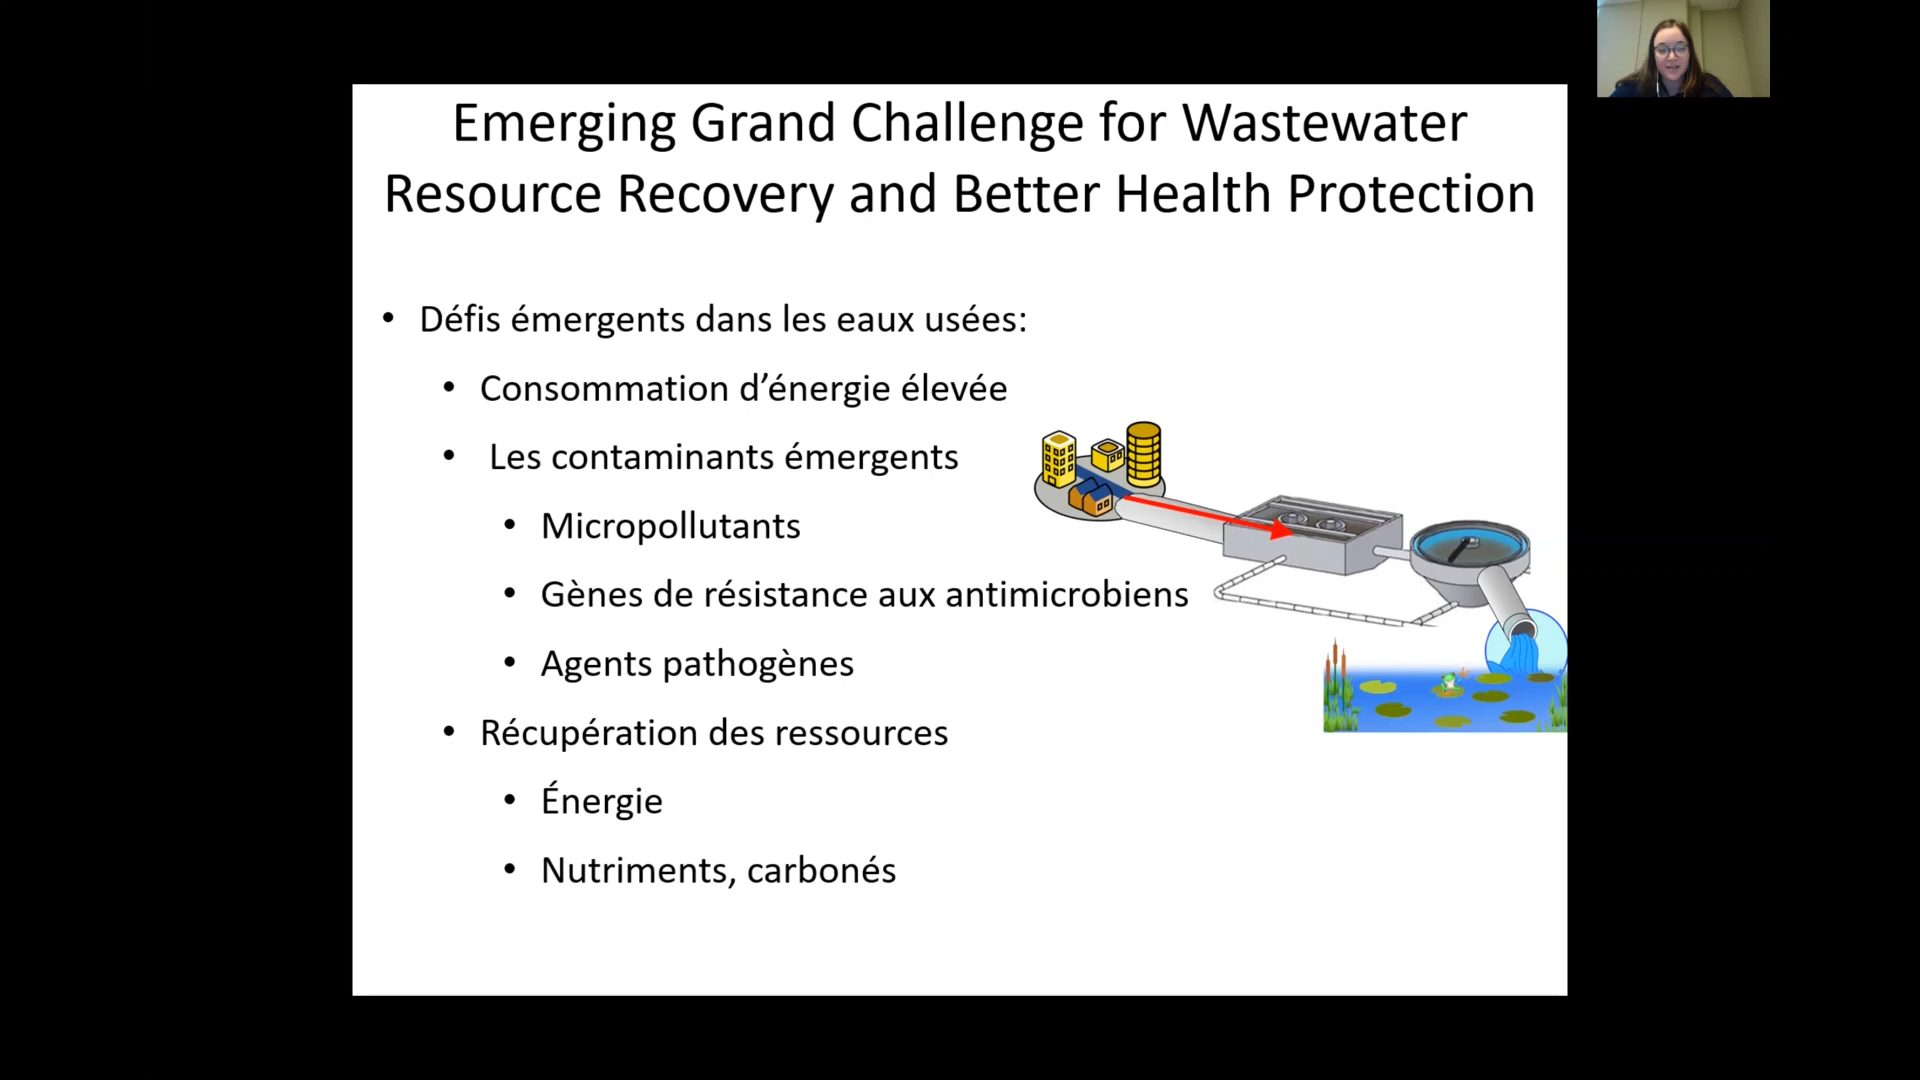 Emerging Grand Challenge for Wastewater
Resource Recovery and Better Health Protection
• Défis émergents dans les eaux usées:
• Consommation d’énergie élevée
• Les contaminants émergents
• Micropollutants
• Gènes de résistance aux antimicrobiens
• Agents pathogènes
• Récupération des ressources
• Énergie
• Nutriments, carbonés